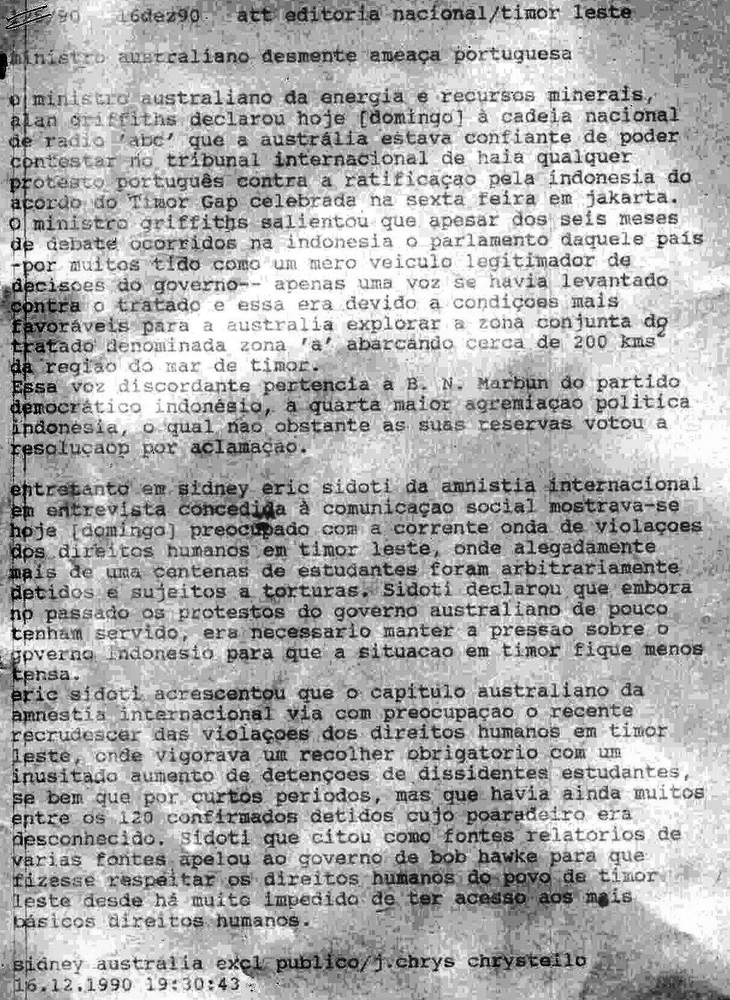 90 16dez90 att editoria nacional/timor leste
ministro australiano desmente ameaça portuguesa
o ministro australiano da energia e recursos minerais,
alan griffiths declarou hoje [domingo] à cadeia nacional
de radio 'abc' que a austrália estava confiante de poder
contestar no tribunal internacional de haia qualquer
protesto português contra a ratificaçao pela indonesia do
acordo do Timor Gap celebrada na sexta feira em jakarta.
O ministro griffiths salientou que apesar dos seis meses
de debate ocorridos na indonesia o parlamento daquele país
-por muitos tido como um mero veiculo legitimador de
decisoes do governo-- apenas uma voz se havia levantado
contra o tratado e essa era devido a condiçoes mais
favoráveis para a australia explorar a zona conjunta do
tratado denominada zona 'a' abarcando cerca de 200 kms²
da regiao do mar de timor.
Essa voz discordante pertencia a B. N. Marbun do partido
democrático indonésio, a quarta maior agremiaçao politica
indonésia, o qual nao obstante as suas reservas votou a
resoluçaop por aclamaçao.
entretanto em sidney eric sidoti da amnistia internacional
em entrevista concedida à comunicaçao social mostrava-se
hoje [domingo] preocupado com a corrente onda de violaçoes
dos direitos humanos em timor leste, onde alegadamente
mais de uma centenas de estudantes foram arbitrariamente
detidos e sujeitos a torturas. Sidoti declarou que embora
no passado os protestos do governo australiano de pouco
tenham servido, era necessario manter a pressao sobre o
governo indonesio para que a situacao em timor fique menos
tensa.
eric sidoti acrescentou que o capitulo australiano da
amnestia internacional via com preocupaçao o recente
recrudescer das violaçoes dos direitos humanos em timor
leste, onde vigorava um recolher obrigatorio com um
inusitado aumento de detençoes de dissidentes estudantes,
se bem que por curtos periodos, mas que havia ainda muitos
entre os 120 confirmados detidos cujo poaradeiro era
desconhecido. Sidoti que citou como fontes relatorios de
varias fontes apelou ao governo de bob hawke para que
fizesse respeitar os direitos humanos do povo de timor
leste desde há muito impedido de ter acesso aos mais
básicos direitos humanos.
sidney australia excl publico/j.chrys chrystello
16.12.1990 19:30:43